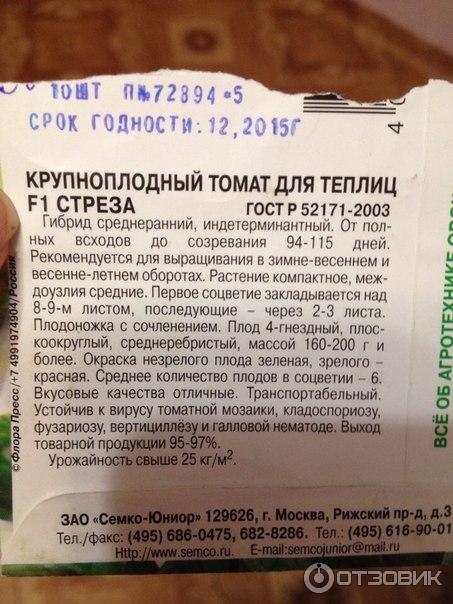 10ШТ П№72894*5
СРОК ГОДНОСТИ:12,2015Г
КРУПНОПЛОДНЫЙ ТОМАТ ДЛЯ ТЕПЛИЦ
F1 СТРЕЗА ГОСТ Р 52171-2003
Гибрид среднеранний, индетерминантный. От пол-
ных всходов до созревания 94-115 дней.
Рекомендуется для выращивания в зимне-весеннем и
весенне-летнем оборотах. Растение компактное, меж-
доузлия средние. Первое соцветие закладывается над
8-9-м листом, последующие – через 2-3 листа.
Плодоножка с сочленением. Плод 4-гнездный, плос-
коокруглый, среднеребристый, массой 160-200 г и
более. Окраска незрелого плода зеленая, зрелого -
красная. Среднее количество плодов в соцветии – 6.
Вкусовые качества отличные. Транспортабельный.
Устойчив к вирусу томатной мозаики, кладоспориозу,
фузариозу, вертициллёзу и галловой нематоде. Выход
товарной продукции 95-97%.
Урожайность свыше 25 кг/м².
ЗАО «Семко-Юниор» 129626, г. Москва, Рижский пр-д, д.3
Тел./факс: (495) 686-0475, 682-8286. Тел.: (495) 616-90-01
Http://www.semco.ru. E-mail:semcojunior@mail.ru
© Флора Пресс/+7 4991974904/Россия
ВСЁ ОБ АГРОТЕХНИКЕ
4
ОТЗОВИК